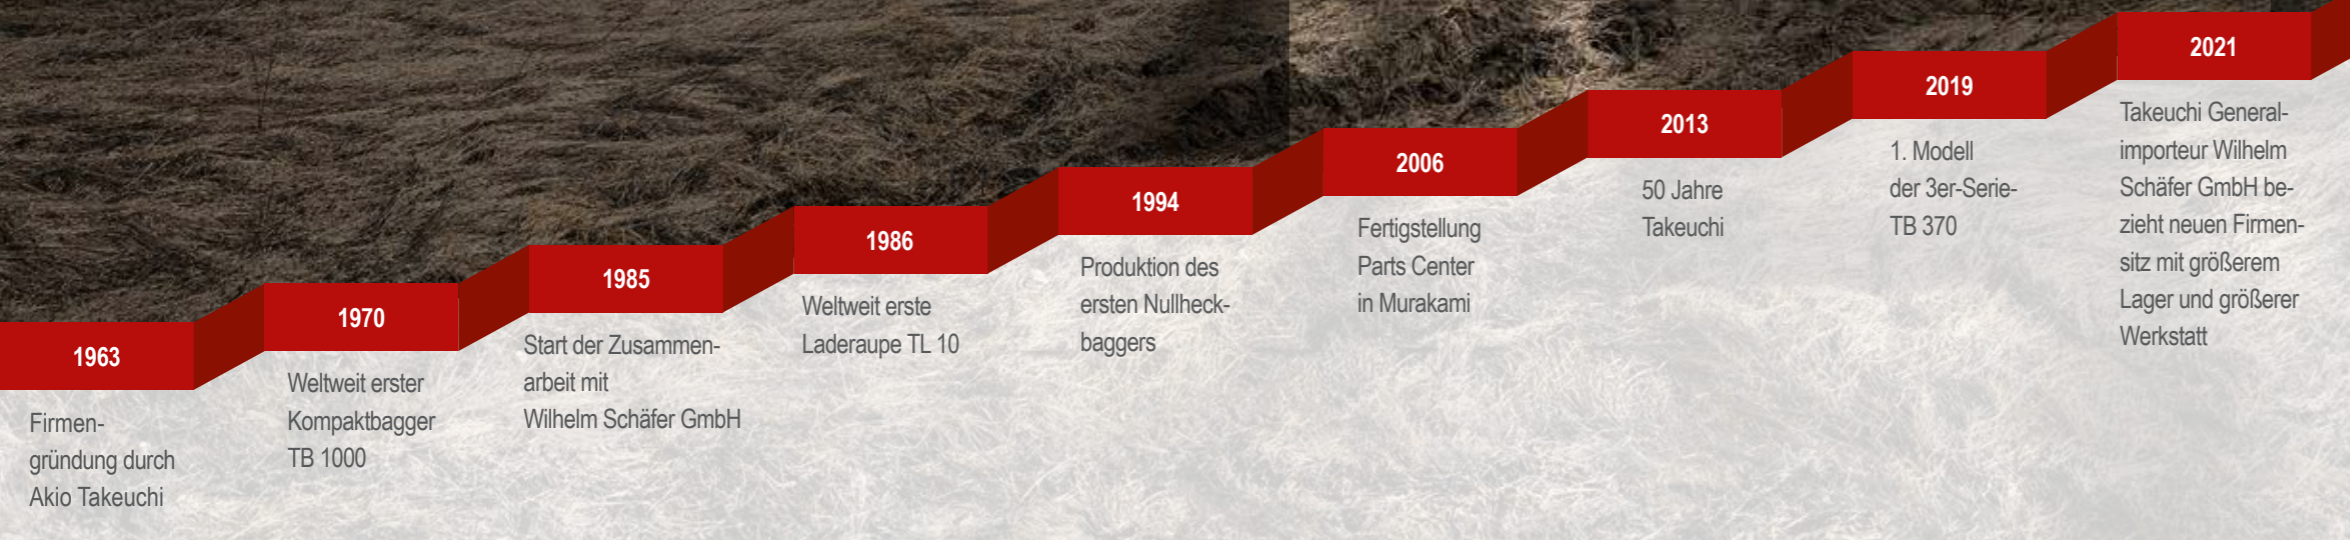 1963
Firmen-
gründung durch
Akio Takeuchi
1970
Weltweit erster
Kompaktbagger
TB 1000
1985
Start der Zusammen-
arbeit mit
Wilhelm Schäfer GmbH
1986
Weltweit erste
Laderaupe TL 10
1994
Produktion des
ersten Nullheck-
baggers
2006
Fertigstellung
Parts Center
in Murakami
2013
50 Jahre
Takeuchi
2019
1. Modell
der 3er-Serie-
TB 370
2021
Takeuchi General-
importeur Wilhelm
Schäfer GmbH be-
zieht neuen Firmen-
sitz mit größerem
Lager und größerer
Werkstatt